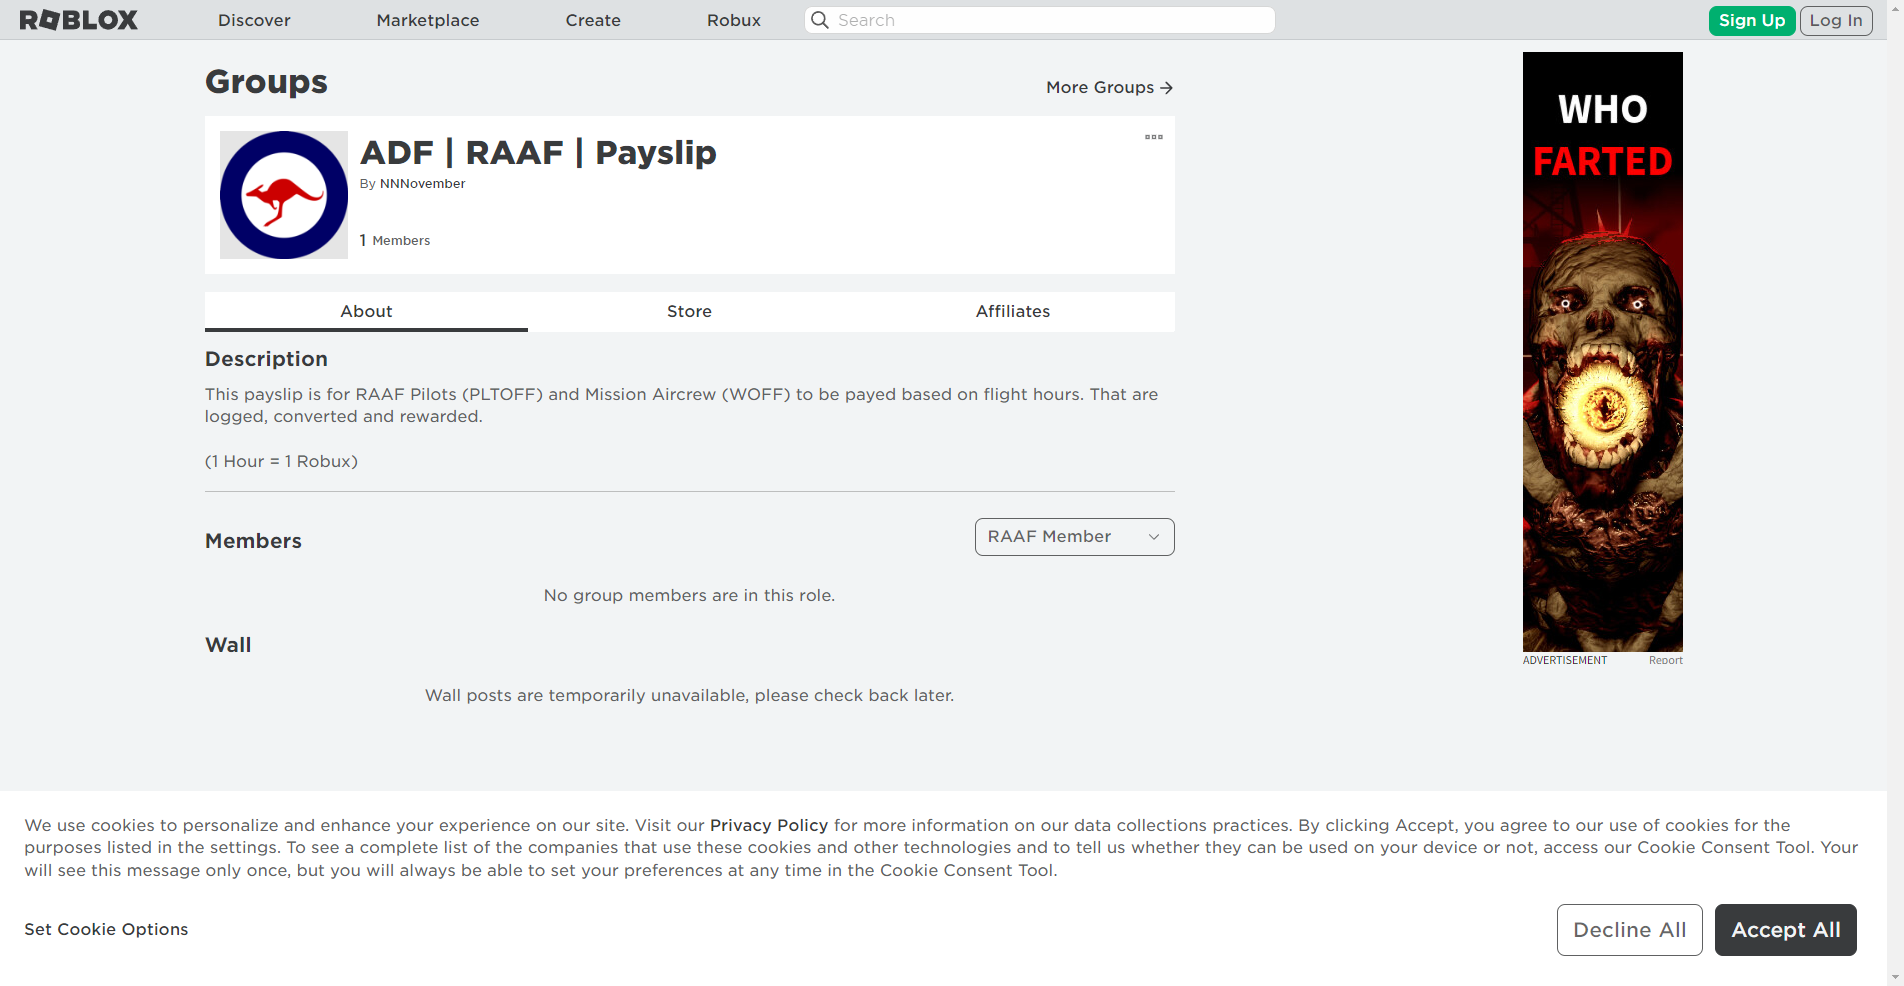 ROBLOX
Discover
Marketplace
Create
Robux
Search
Sign Up
Log In
Groups
More Groups
ADF | RAAF | Payslip
By NNNovember
1 Members
About
Store
Affiliates
Description
This payslip is for RAAF Pilots (PLTOFF) and Mission Aircrew (WOFF) to be payed based on flight hours. That are
logged, converted and rewarded.
(1 Hour = 1 Robux)
Members
RAAF Member
No group members are in this role.
Wall
Wall posts are temporarily unavailable, please check back later.
WHO
FARTED
ADVERTISEMENT
Report
We use cookies to personalize and enhance your experience on our site. Visit our Privacy Policy for more information on our data collections practices. By clicking Accept, you agree to our use of cookies for the
purposes listed in the settings. To see a complete list of the companies that use these cookies and other technologies and to tell us whether they can be used on your device or not, access our Cookie Consent Tool. Your
will see this message only once, but you will always be able to set your preferences at any time in the Cookie Consent Tool.
Set Cookie Options
Decline All
Accept All